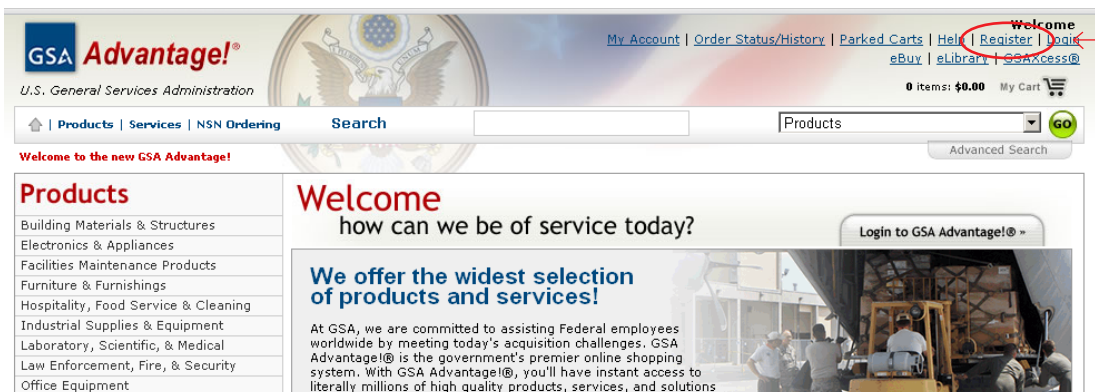 Welcome
My Account | Order Status/History | Parked Carts | Help | Register | Login
eBuy | eLibrary | GSAXcess®
GSA Advantage!®
U.S. General Services Administration
0 items: $0.00 My Cart
| Products | Services | NSN Ordering Search Products GO
Welcome to the new GSA Advantage!
Advanced Search
Products
Building Materials & Structures
Electronics & Appliances
Facilities Maintenance Products
Furniture & Furnishings
Hospitality, Food Service & Cleaning
Industrial Supplies & Equipment
Laboratory, Scientific, & Medical
Law Enforcement, Fire, & Security
Office Equipment
Welcome
how can we be of service today?
Login to GSA Advantage!® »
We offer the widest selection
of products and services!
At GSA, we are committed to assisting Federal employees
worldwide by meeting today's acquisition challenges. GSA
Advantage!® is the government's premier online shopping
system. With GSA Advantage!®, you'll have instant access to
literally millions of high quality products, services, and solutions